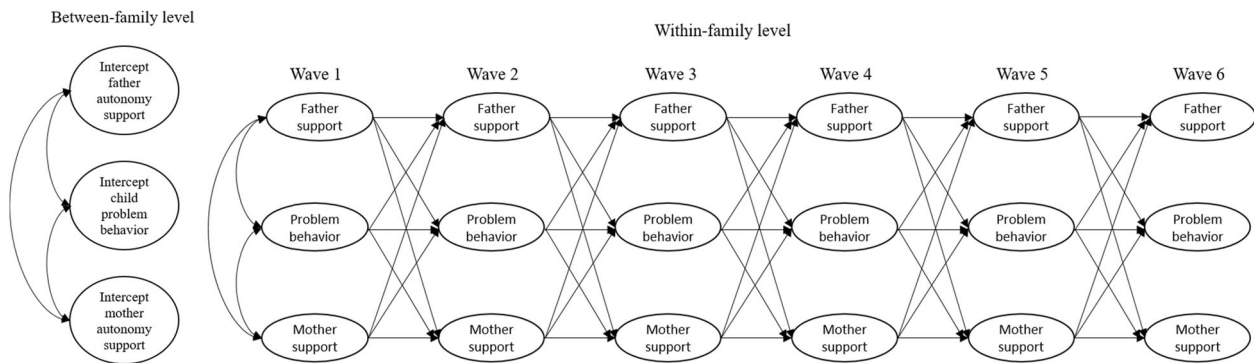 Between-family level
Intercept
father
autonomy
support
Intercept
child
problem
behavior
Intercept
mother
autonomy
support
Within-family level
Wave 1
Wave 2
Wave 3
Wave 4
Wave 5
Wave 6
Father
support
Father
support
Father
support
Father
support
Father
support
Father
support
Problem
behavior
Problem
behavior
Problem
behavior
Problem
behavior
Problem
behavior
Problem
behavior
Mother
support
Mother
support
Mother
support
Mother
support
Mother
support
Mother
support